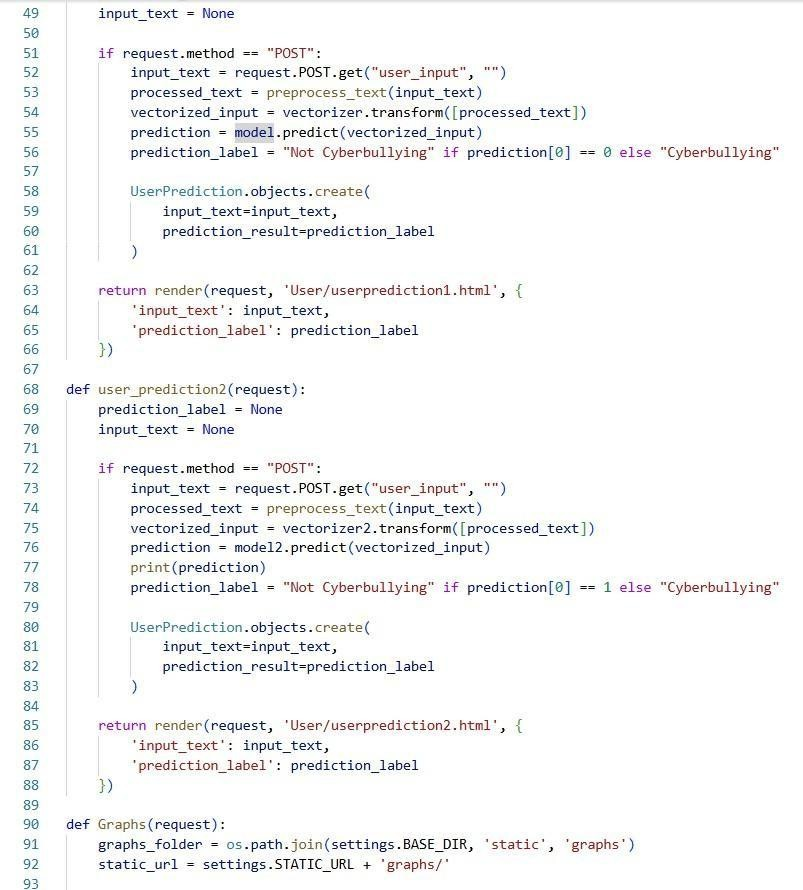 49 input_text = None
50
51 if request.method == "POST":
52 input_text = request.POST.get("user_input", "")
53 processed_text = preprocess_text(input_text)
54 vectorized_input = vectorizer.transform([processed_text])
55 prediction = model.predict(vectorized_input)
56 prediction_label = "Not Cyberbullying" if prediction[0] == 0 else "Cyberbullying"
57
58 UserPrediction.objects.create(
59 input_text=input_text,
60 prediction_result=prediction_label
61 )
62
63 return render(request, 'User/userprediction1.html', {
64 'input_text': input_text,
65 'prediction_label': prediction_label
66 })
67
68 def user_prediction2(request):
69 prediction_label = None
70 input_text = None
71
72 if request.method == "POST":
73 input_text = request.POST.get("user_input", "")
74 processed_text = preprocess_text(input_text)
75 vectorized_input = vectorizer2.transform([processed_text])
76 prediction = model2.predict(vectorized_input)
77 print(prediction)
78 prediction_label = "Not Cyberbullying" if prediction[0] == 1 else "Cyberbullying"
79
80 UserPrediction.objects.create(
81 input_text=input_text,
82 prediction_result=prediction_label
83 )
84
85 return render(request, 'User/userprediction2.html', {
86 'input_text': input_text,
87 'prediction_label': prediction_label
88 })
89
90 def Graphs(request):
91 graphs_folder = os.path.join(settings.BASE_DIR, 'static', 'graphs')
92 static_url = settings.STATIC_URL + 'graphs/'
93